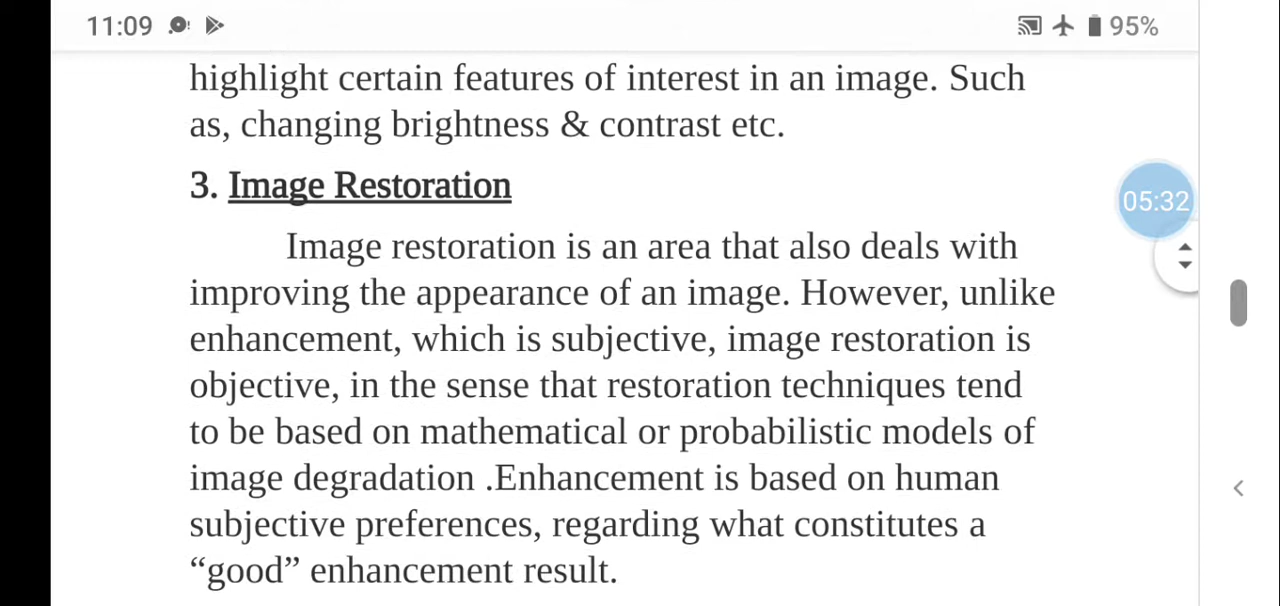 11:09 95%
highlight certain features of interest in an image. Such
as, changing brightness & contrast etc.
3. Image Restoration
05:32
Image restoration is an area that also deals with
improving the appearance of an image. However, unlike
enhancement, which is subjective, image restoration is
objective, in the sense that restoration techniques tend
to be based on mathematical or probabilistic models of
image degradation .Enhancement is based on human
subjective preferences, regarding what constitutes a
“good” enhancement result.